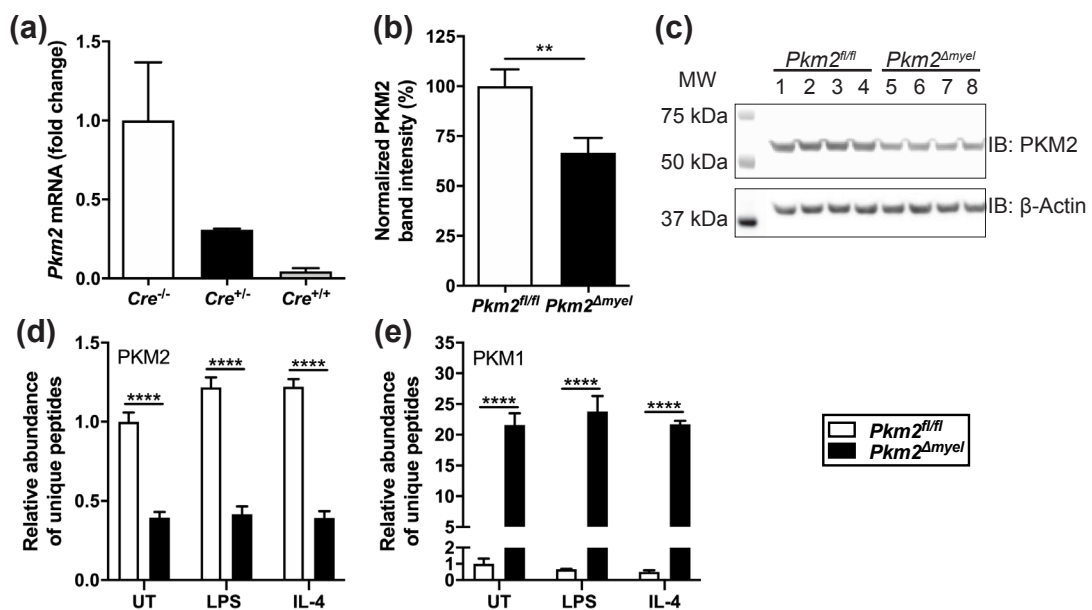 (a)
Pkm2 mRNA (fold change)
1.5
1.0
0.5
0.0
Cre-/-
Cre+/-
Cre+/+
(b)
Normalized PKM2
band intensity (%)
125
100
75
50
25
0
**
Pkm2fl/fl
Pkm2Δmyel
(c)
Pkm2fl/fl Pkm2Δmyel
MW 1 2 3 4 5 6 7 8
75 kDa
50 kDa
IB: PKM2
37 kDa
IB: β-Actin
(d)
PKM2
Relative abundance
of unique peptides
1.5
1.0
0.5
0.0
****
****
****
UT
LPS
IL-4
(e)
PKM1
Relative abundance
of unique peptides
35
30
25
20
15
10
5
2
1
0
****
****
****
UT
LPS
IL-4
Pkm2fl/fl
Pkm2Δmyel